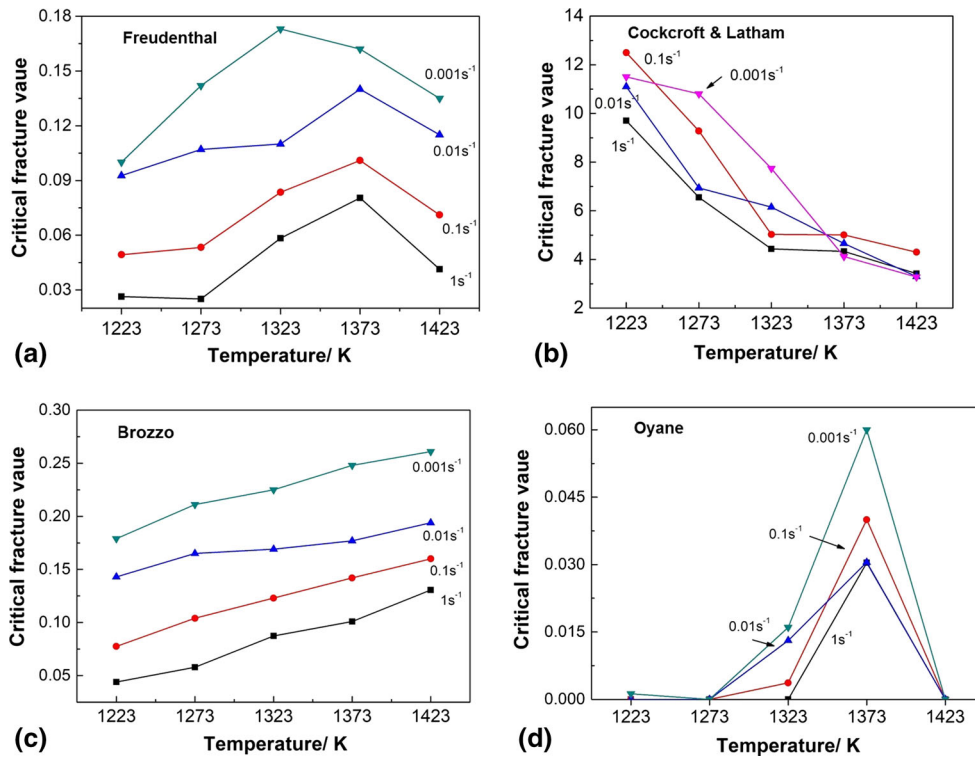 Freudenthal
Critical fracture vaue
0.18
0.15
0.12
0.09
0.06
0.03
0.001s⁻¹
0.01s⁻¹
0.1s⁻¹
1s⁻¹
1223 1273 1323 1373 1423
Temperature/ K
(a)
Cockcroft & Latham
Critical fracture vaue
14
12
10
8
6
4
2
0.1s⁻¹
0.001s⁻¹
0.01s⁻¹
1s⁻¹
1223 1273 1323 1373 1423
Temperature/ K
(b)
Brozzo
Critical fracture vaue
0.30
0.25
0.20
0.15
0.10
0.05
0.001s⁻¹
0.01s⁻¹
0.1s⁻¹
1s⁻¹
1223 1273 1323 1373 1423
Temperature/ K
(c)
Oyane
Critical fracture vaue
0.060
0.045
0.030
0.015
0.000
0.001s⁻¹
0.1s⁻¹
0.01s⁻¹
1s⁻¹
1223 1273 1323 1373 1423
Temperature/ K
(d)